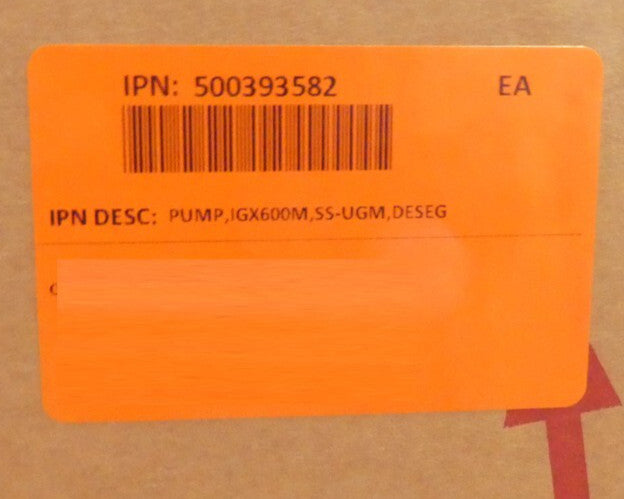 IPN: 500393582 EA
IPN DESC: PUMP,IGX600M,SS-UGM,DESEG